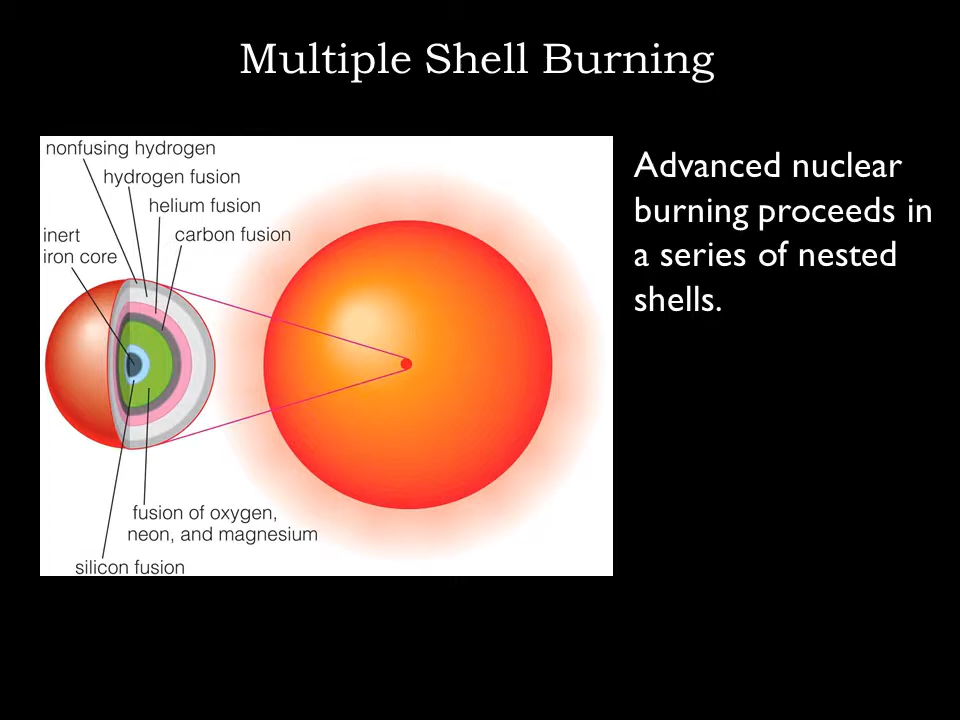 Multiple Shell Burning
nonfusing hydrogen
hydrogen fusion
helium fusion
carbon fusion
inert
iron core
fusion of oxygen,
neon, and magnesium
silicon fusion
Advanced nuclear
burning proceeds in
a series of nested
shells.